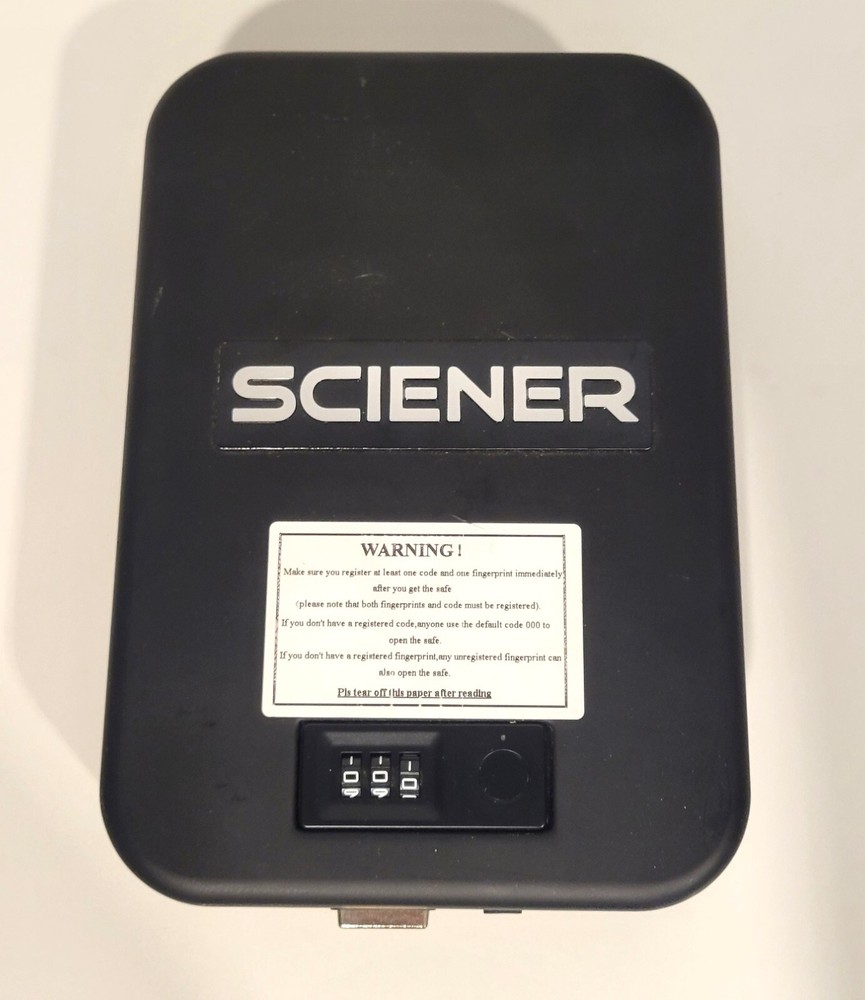 SCIENER
WARNING!
Make sure you register at least one code and one fingerprint immediately
after you get the safe
(please note that both fingerprints and code must be registered).
If you don't have a registered code,anyone use the default code 000 to
open the safe.
If you don't have a registered fingerprint,any unregistered fingerprint can
also open the safe.
Pls tear off this paper after reading
0 0 0